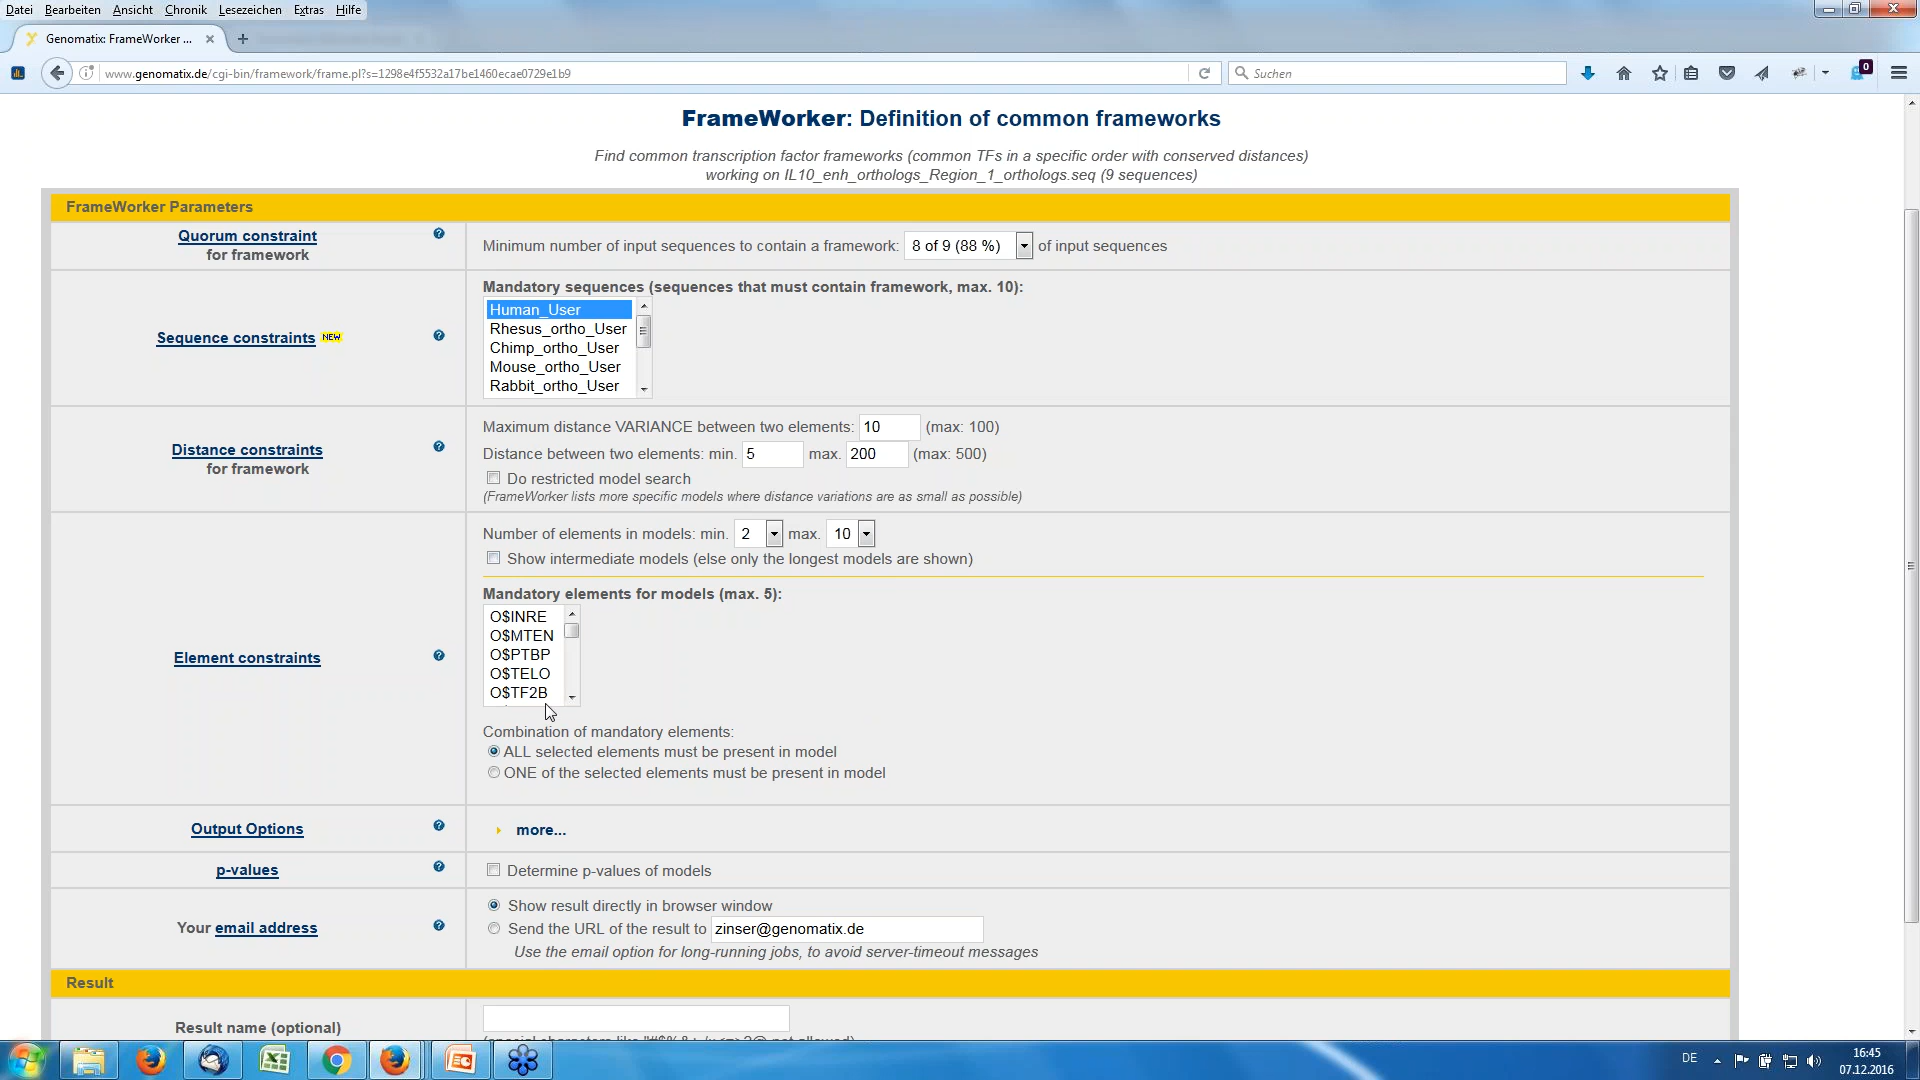 Datei Bearbeiten Ansicht Chronik Lesezeichen Extras Hilfe
Genomatix: FrameWorker ...
www.genomatix.de/cgi-bin/framework/frame.pl?s=1298e4f5532a17be1460ecae0729e1b9
Suchen
0
FrameWorker: Definition of common frameworks
Find common transcription factor frameworks (common TFs in a specific order with conserved distances)
working on IL10_enh_orthologs_Region_1_orthologs.seq (9 sequences)
FrameWorker Parameters
Quorum constraint
for framework
Minimum number of input sequences to contain a framework: 8 of 9 (88 %) of input sequences
Sequence constraints NEW
Mandatory sequences (sequences that must contain framework, max. 10):
Human_User
Rhesus_ortho_User
Chimp_ortho_User
Mouse_ortho_User
Rabbit_ortho_User
Distance constraints
for framework
Maximum distance VARIANCE between two elements: 10 (max: 100)
Distance between two elements: min. 5 max. 200 (max: 500)
Do restricted model search
(FrameWorker lists more specific models where distance variations are as small as possible)
Element constraints
Number of elements in models: min. 2 max. 10
Show intermediate models (else only the longest models are shown)
Mandatory elements for models (max. 5):
O$INRE
O$MTEN
O$PTBP
O$TELO
O$TF2B
Combination of mandatory elements:
ALL selected elements must be present in model
ONE of the selected elements must be present in model
Output Options
more...
p-values
Determine p-values of models
Your email address
Show result directly in browser window
Send the URL of the result to zinser@genomatix.de
Use the email option for long-running jobs, to avoid server-timeout messages
Result
Result name (optional)
DE
16:45
07.12.2016